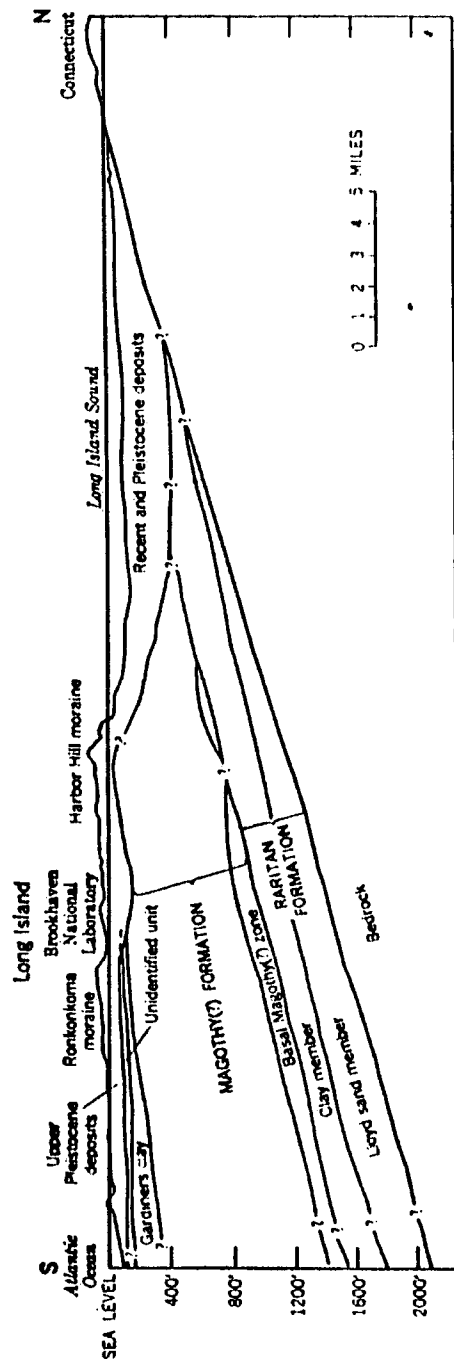 S
N
Long Island
Atlantic
Ocean
Upper
Pleistocene
deposits
Ronkonkoma
moraine
Brookhaven
National
Laboratory
Harbor Hill moraine
Long Island Sound
Connecticut
SEA LEVEL
Gardiners clay
Unidentified unit
Recent and Pleistocene deposits
400'
MAGOTHY(?) FORMATION
800'
Basal Magothy(?) zone
RARITAN
FORMATION
1200'
Clay member
Lloyd sand member
1600'
Bedrock
2000'
0 1 2 3 4 5 MILES
? ? ? ? ? ? ? ? ? ? ? ? ?